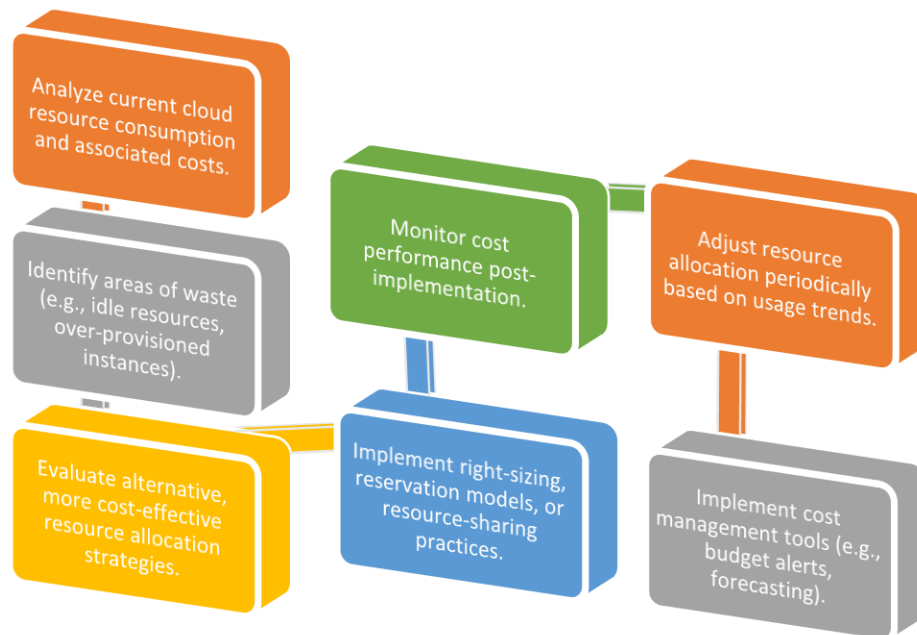 Analyze current cloud
resource consumption
and associated costs.
Identify areas of waste
(e.g., idle resources,
over-provisioned
instances).
Evaluate alternative,
more cost-effective
resource allocation
strategies.
Implement right-sizing,
reservation models, or
resource-sharing
practices.
Monitor cost
performance post-
implementation.
Adjust resource
allocation periodically
based on usage trends.
Implement cost
management tools (e.g.,
budget alerts,
forecasting).